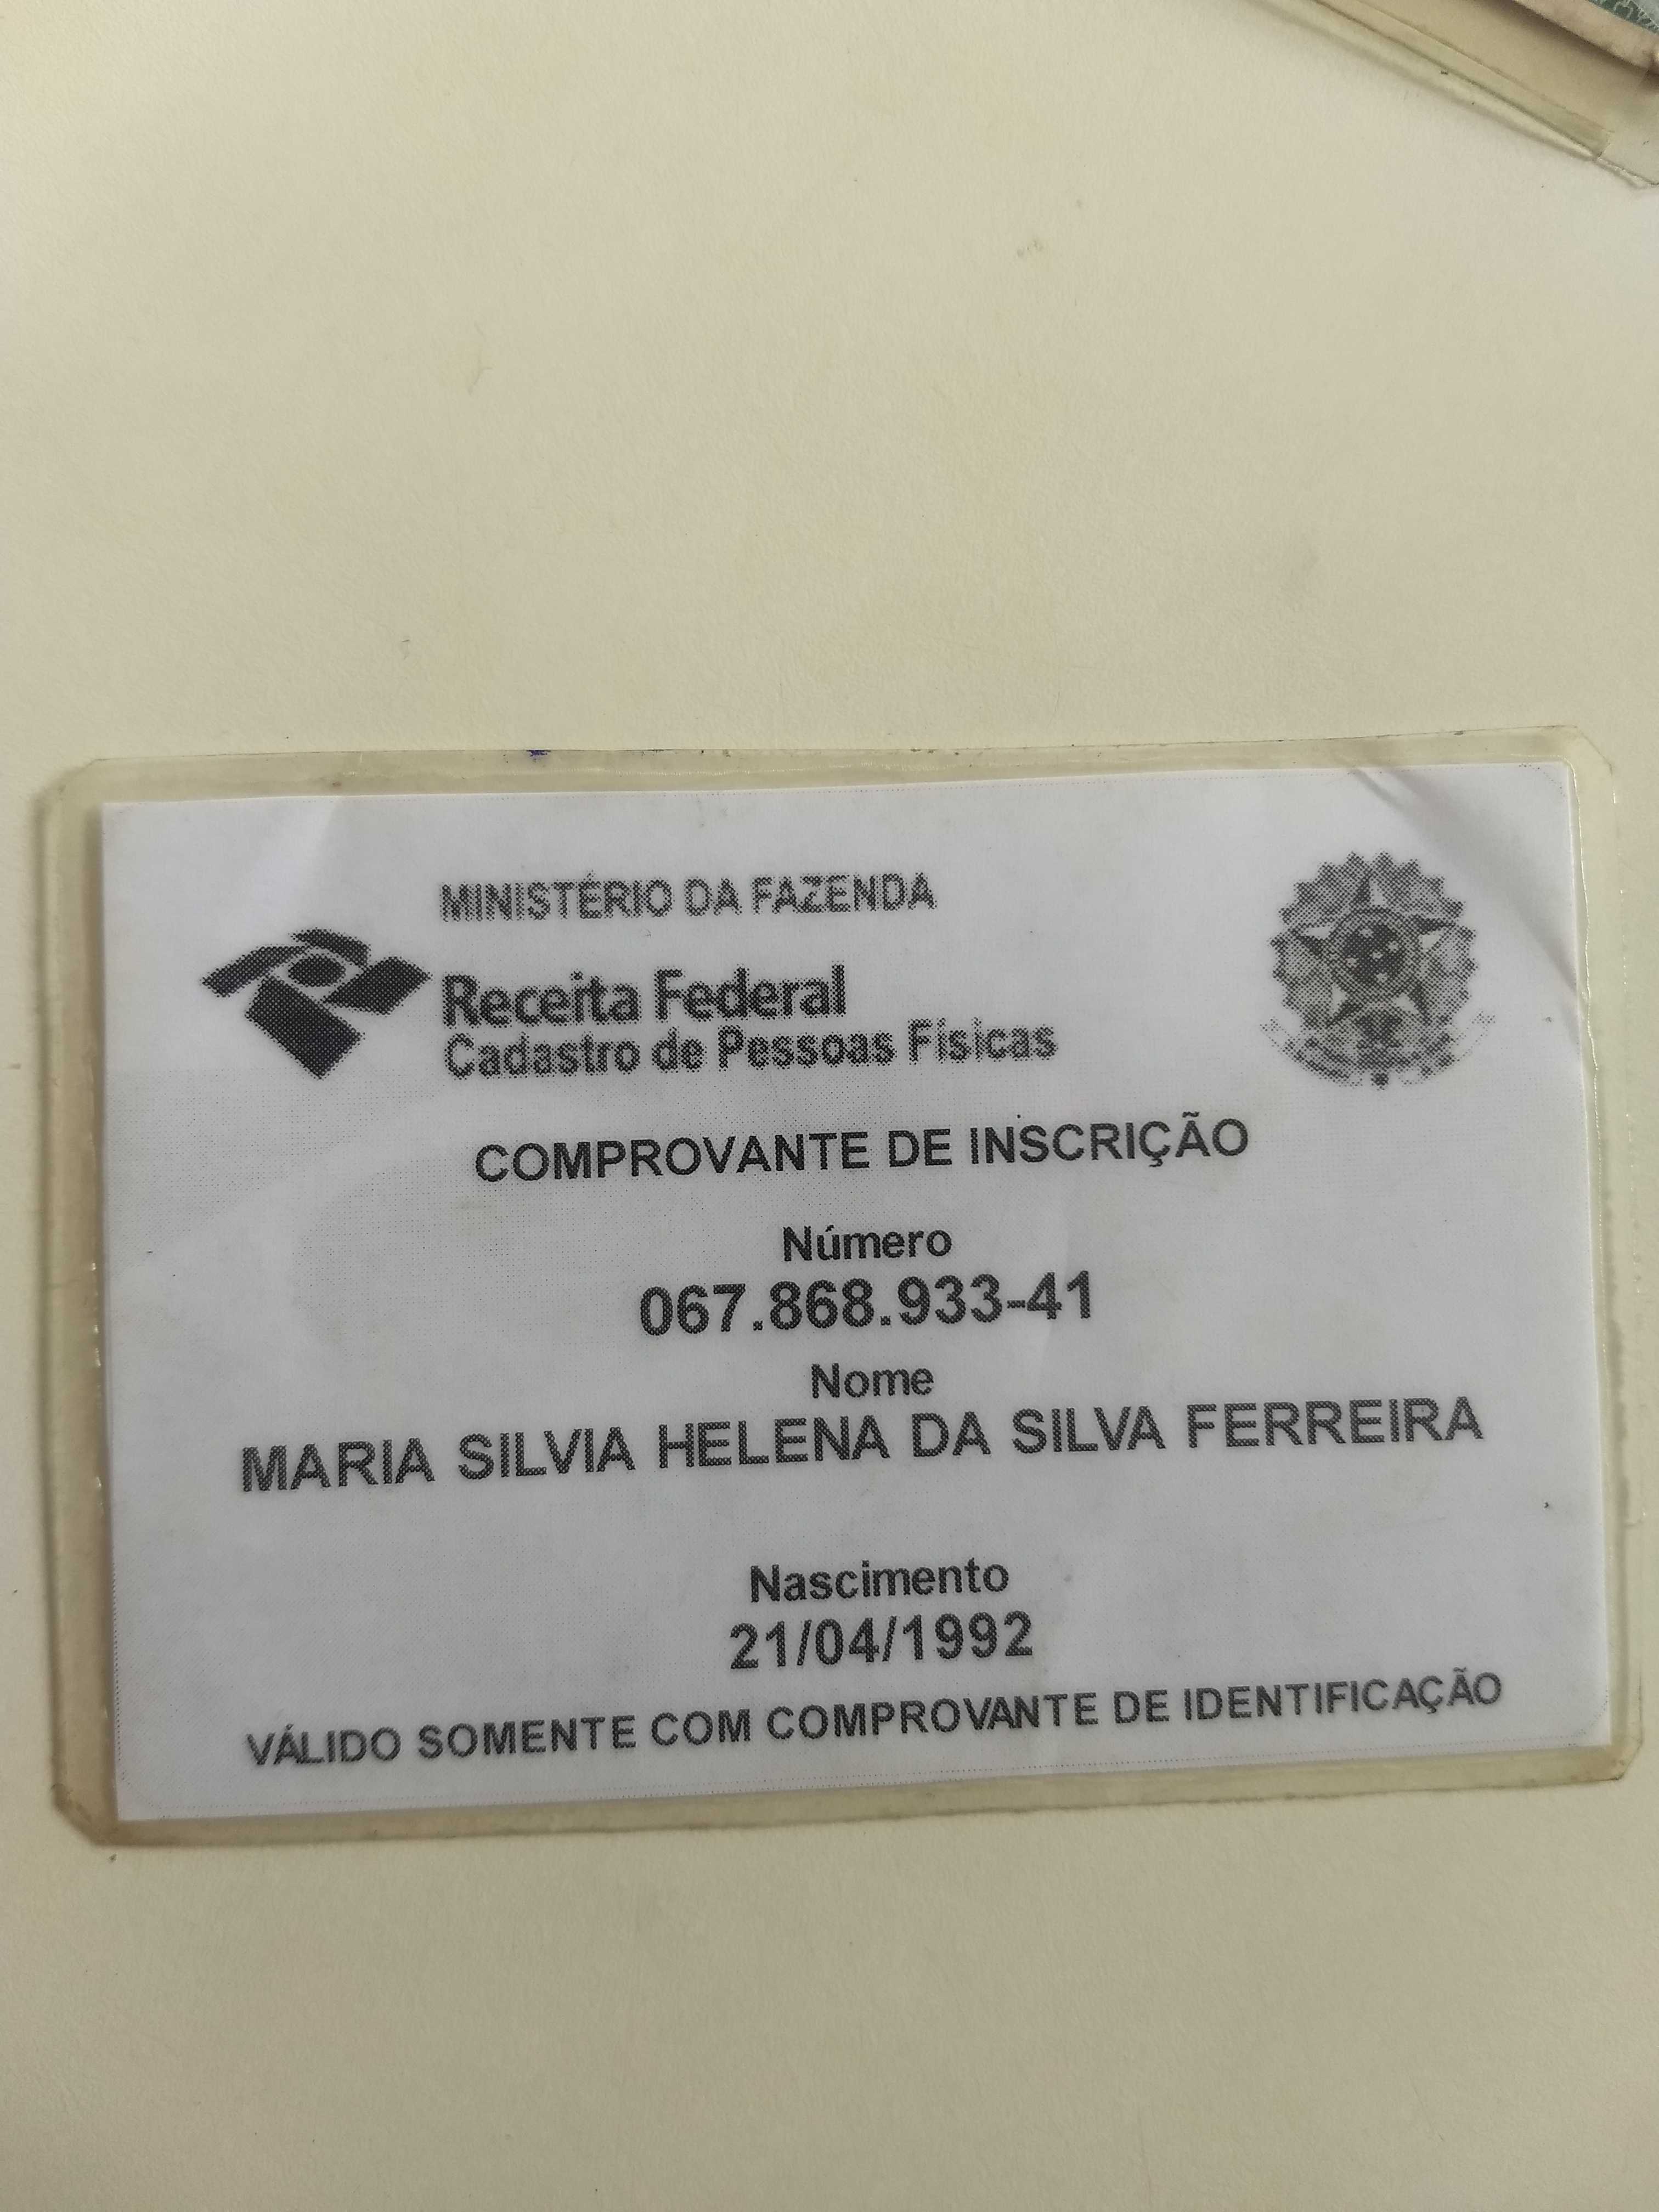 MINISTÉRIO DA FAZENDA
Receita Federal
Cadastro de Pessoas Físicas
COMPROVANTE DE INSCRIÇÃO
Número
067.868.933-41
Nome
MARIA SILVIA HELENA DA SILVA FERREIRA
Nascimento
21/04/1992
VÁLIDO SOMENTE COM COMPROVANTE DE IDENTIFICAÇÃO